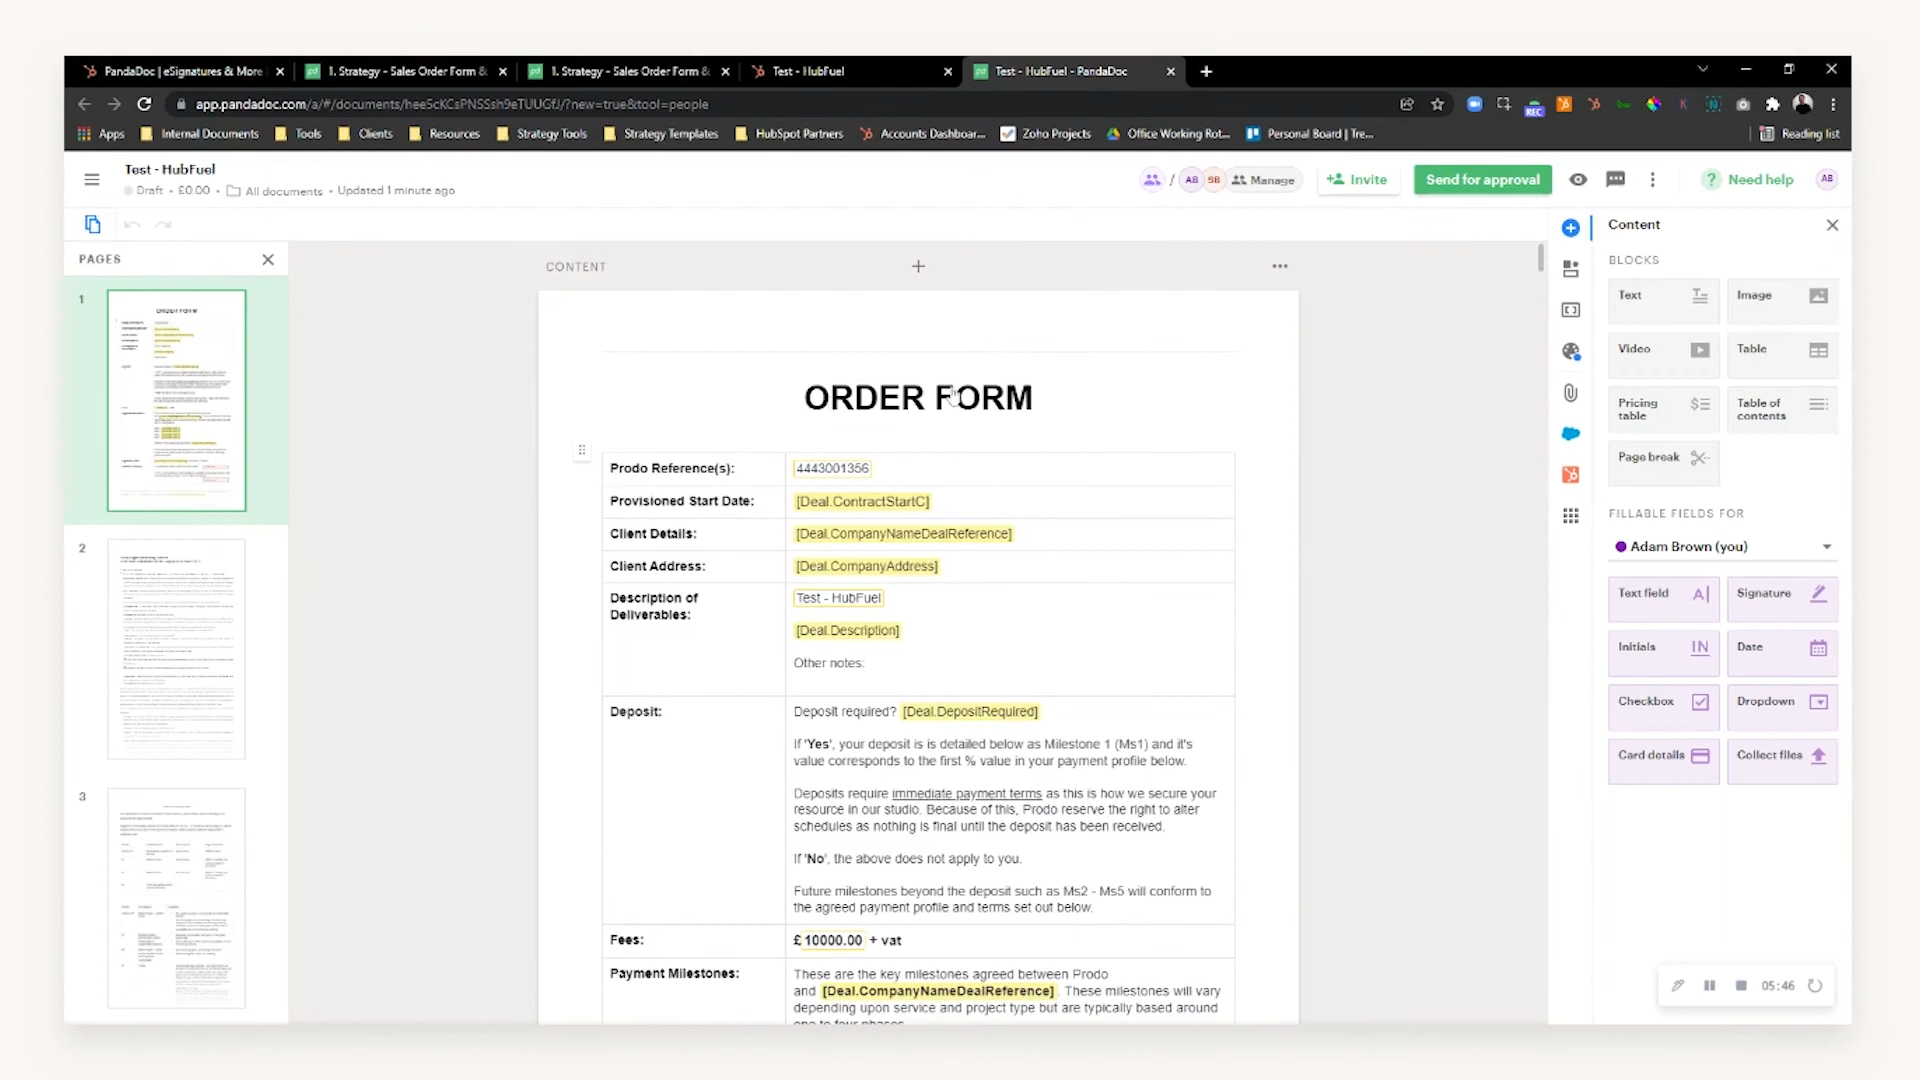 PandaDoc | eSignatures & More
1. Strategy - Sales Order Form &
1. Strategy - Sales Order Form &
Test - HubFuel
Test - HubFuel - PandaDoc
app.pandadoc.com/a/#/documents/hee5cKCsPNSSsh9eTUUGfJ/?new=true&tool=people
REC
Apps
Internal Documents
Tools
Clients
Resources
Strategy Tools
Strategy Templates
HubSpot Partners
Accounts Dashboar...
Zoho Projects
Office Working Rot...
Personal Board | Tre...
Reading list
Test - HubFuel
Draft • £0.00 • All documents • Updated 1 minute ago
/ AB SB Manage
Invite
Send for approval
? Need help
AB
PAGES
CONTENT
1
ORDER FORM
2
3
ORDER FORM
Prodo Reference(s): 4443001356
Provisioned Start Date: [Deal.ContractStartC]
Client Details: [Deal.CompanyNameDealReference]
Client Address: [Deal.CompanyAddress]
Description of Deliverables: Test - HubFuel
[Deal.Description]
Other notes:
Deposit: Deposit required? [Deal.DepositRequired]
If 'Yes', your deposit is is detailed below as Milestone 1 (Ms1) and it's
value corresponds to the first % value in your payment profile below.
Deposits require immediate payment terms as this is how we secure your
resource in our studio. Because of this, Prodo reserve the right to alter
schedules as nothing is final until the deposit has been received.
If 'No', the above does not apply to you.
Future milestones beyond the deposit such as Ms2 - Ms5 will conform to
the agreed payment profile and terms set out below.
Fees: £10000.00 + vat
Payment Milestones: These are the key milestones agreed between Prodo
and [Deal.CompanyNameDealReference]. These milestones will vary
depending upon service and project type but are typically based around
one to four phases
Content
BLOCKS
Text
Image
Video
Table
Pricing table
Table of contents
Page break
FILLABLE FIELDS FOR
Adam Brown (you)
Text field
Signature
Initials IN
Date
Checkbox
Dropdown
Card details
Collect files
05:46